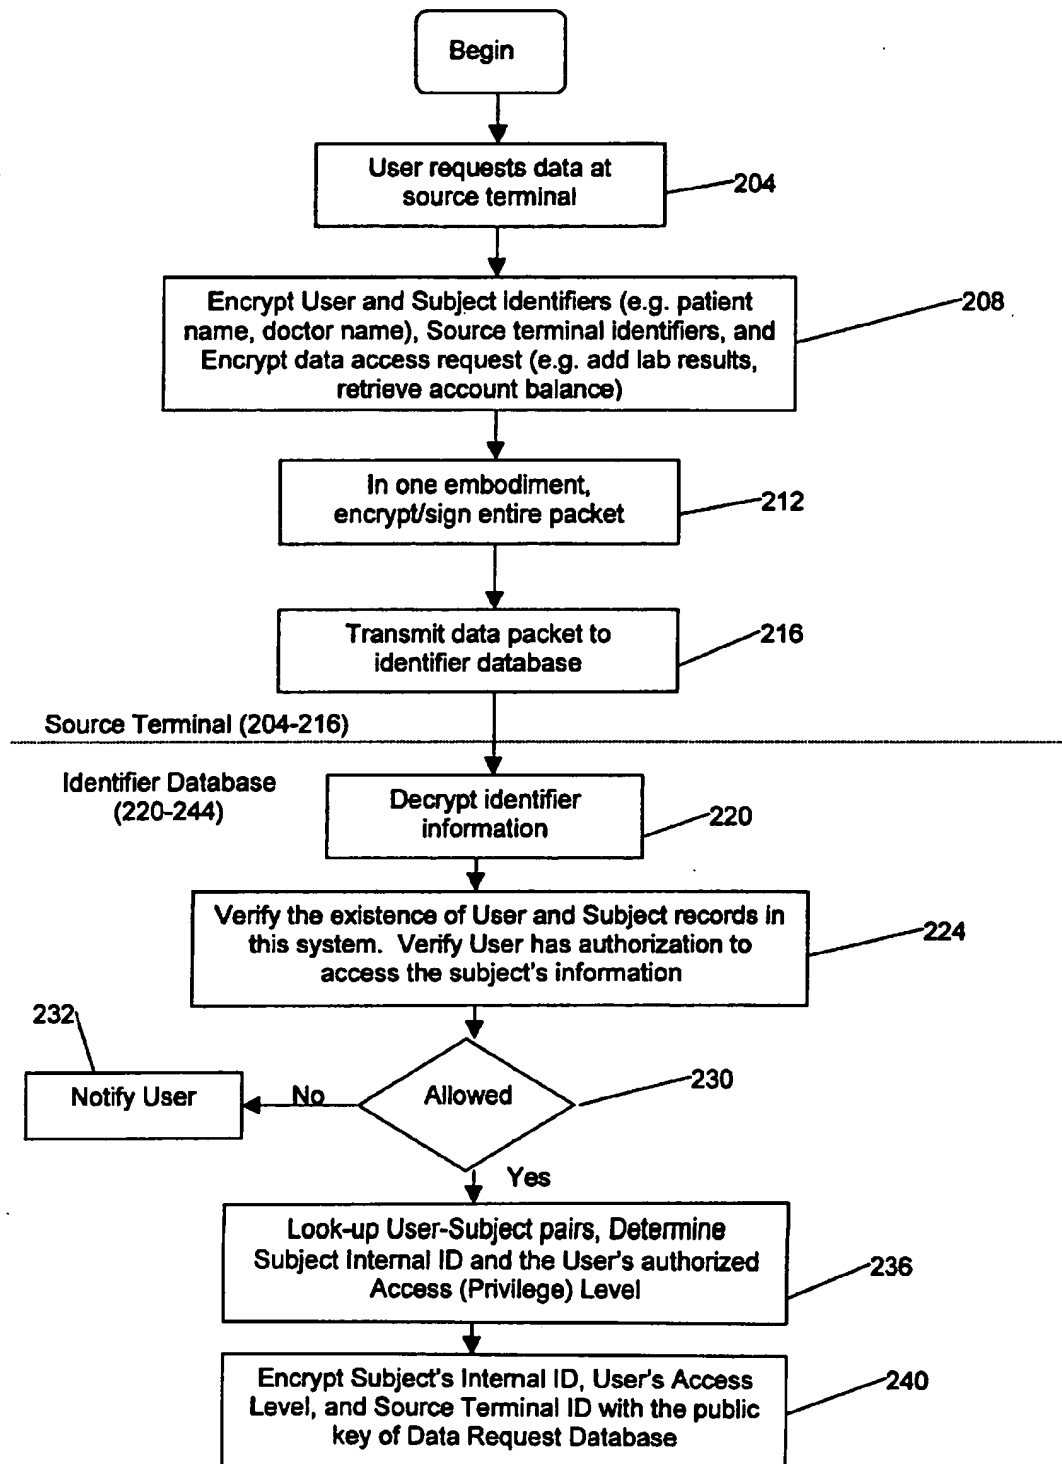 Begin
User requests data at
source terminal
204
Encrypt User and Subject Identifiers (e.g. patient
name, doctor name), Source terminal identifiers, and
Encrypt data access request (e.g. add lab results,
retrieve account balance)
208
In one embodiment,
encrypt/sign entire packet
212
Transmit data packet to
identifier database
216
Source Terminal (204-216)
Identifier Database
(220-244)
Decrypt identifier
information
220
Verify the existence of User and Subject records in
this system. Verify User has authorization to
access the subject's information
224
232
Notify User
No
Allowed
230
Yes
Look-up User-Subject pairs, Determine
Subject Internal ID and the User's authorized
Access (Privilege) Level
236
Encrypt Subject's Internal ID, User's Access
Level, and Source Terminal ID with the public
key of Data Request Database
240